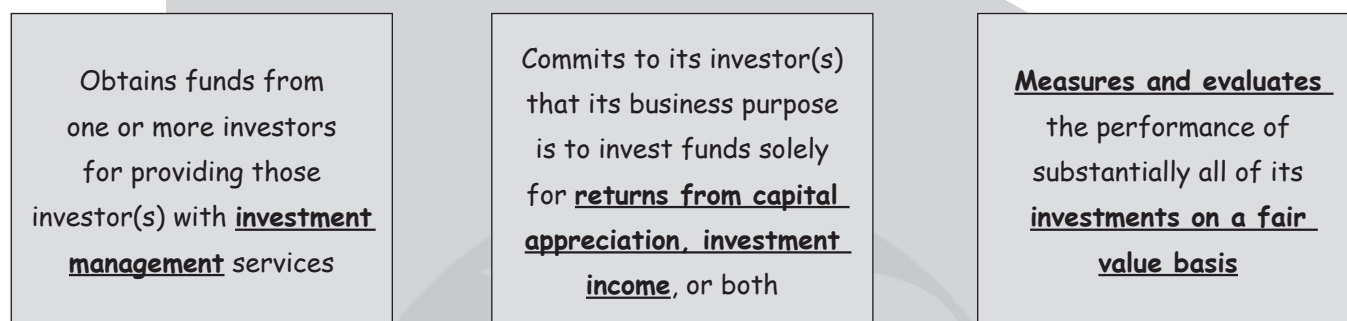 Obtains funds from
one or more investors
for providing those
investor(s) with investment
management services
Commits to its investor(s)
that its business purpose
is to invest funds solely
for returns from capital
appreciation, investment
income, or both
Measures and evaluates
the performance of
substantially all of its
investments on a fair
value basis